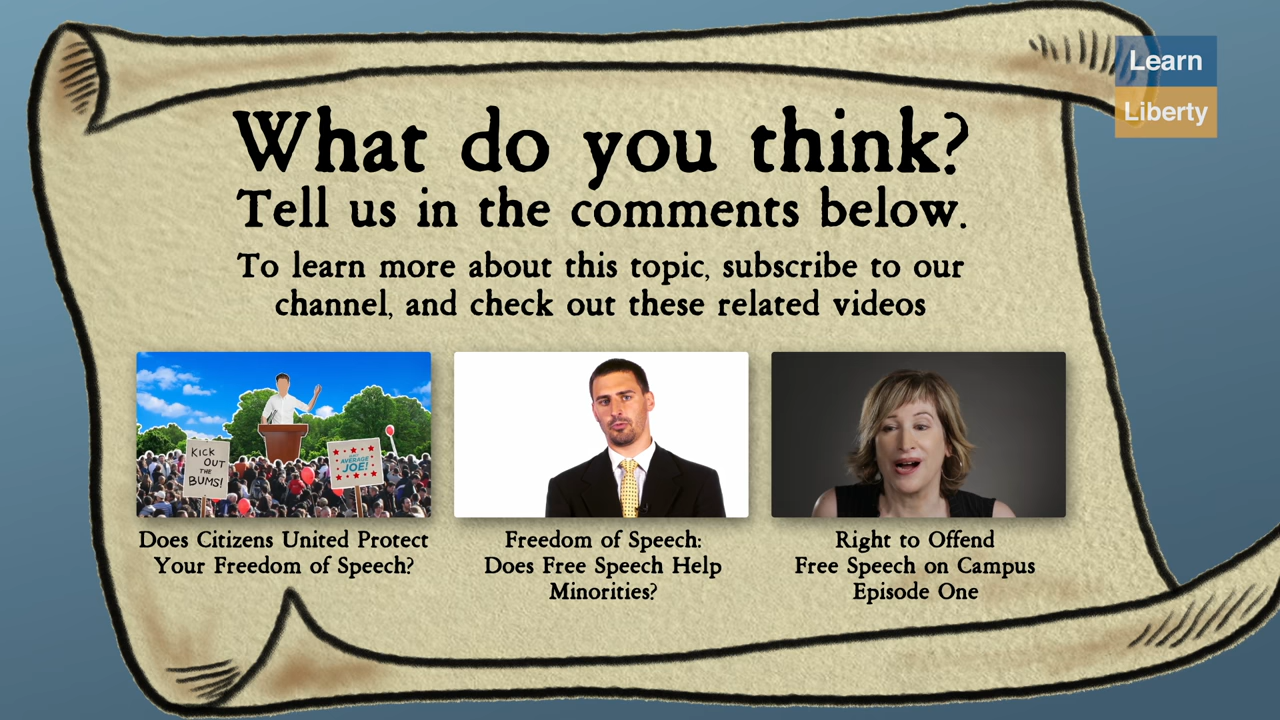 Learn
Liberty
What do you think?
Tell us in the comments below.
To learn more about this topic, subscribe to our
channel, and check out these related videos
KICK
OUT
THE
BUMS!
AVERAGE
JOE!
Does Citizens United Protect
Your Freedom of Speech?
Freedom of Speech:
Does Free Speech Help
Minorities?
Right to Offend
Free Speech on Campus
Episode One